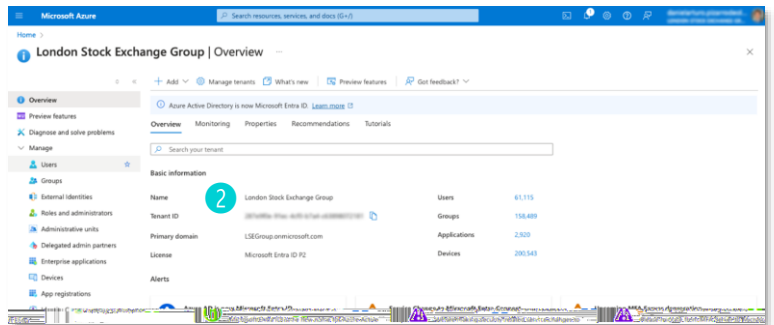 Microsoft Azure
Search resources, services, and docs (G+/)
Home >
London Stock Exchange Group | Overview ...
+ Add
Manage tenants
What's new
Preview features
Got feedback?
Overview
Preview features
Diagnose and solve problems
Manage
Users
Groups
External Identities
Roles and administrators
Administrative units
Delegated admin partners
Enterprise applications
Devices
App registrations
Azure Active Directory is now Microsoft Entra ID. Learn more
Overview Monitoring Properties Recommendations Tutorials
Search your tenant
Basic information
2
Name London Stock Exchange Group Users 61,115
Tenant ID Groups 158,489
Primary domain LSEGroup.onmicrosoft.com Applications 2,920
License Microsoft Entra ID P2 Devices 200,543
Alerts